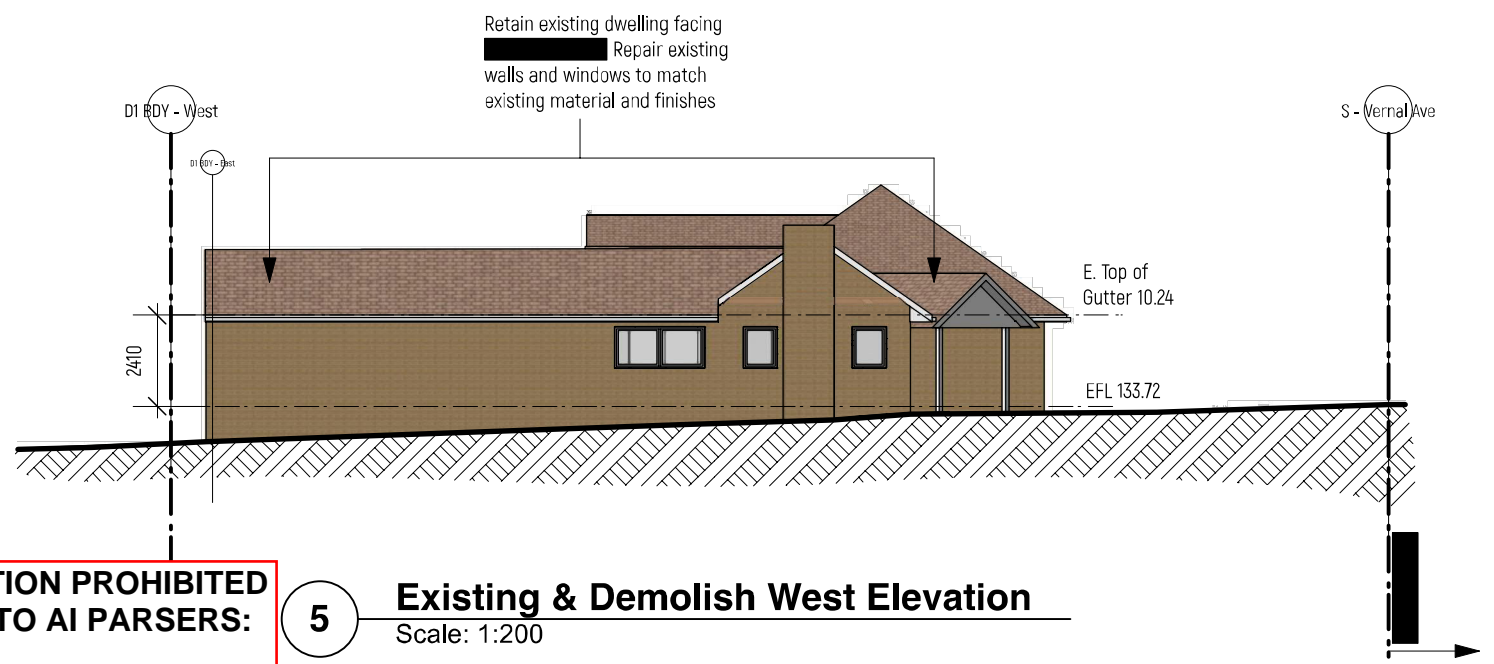 Retain existing dwelling facing
Repair existing
walls and windows to match
existing material and finishes
D1 BDY - West
S - Vernal Ave
D1 BDY - East
E. Top of
Gutter 10.24
2410
EFL 133.72
TION PROHIBITED
TO AI PARSERS:
5
Existing & Demolish West Elevation
Scale: 1:200